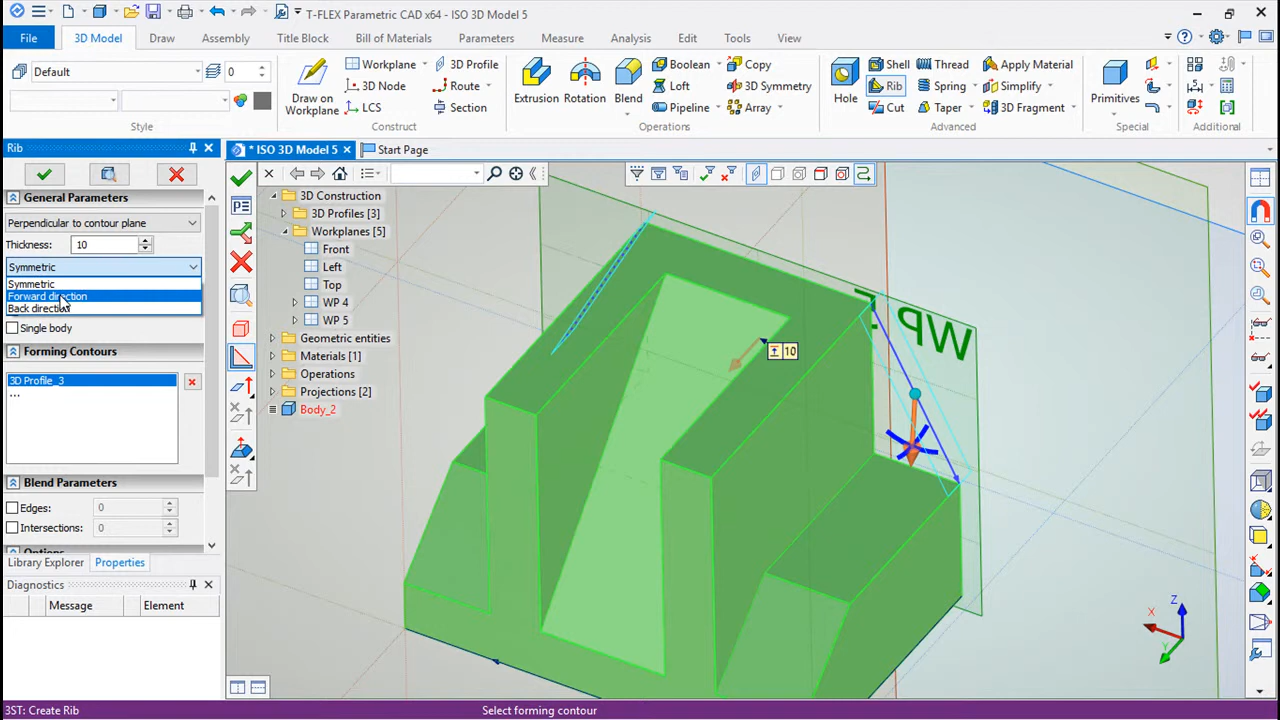 T-FLEX Parametric CAD x64 - ISO 3D Model 5
File
3D Model
Draw
Assembly
Title Block
Bill of Materials
Parameters
Measure
Analysis
Edit
Tools
View
Default
0
Style
Draw on
Workplane
Workplane
3D Node
LCS
3D Profile
Route
Section
Construct
Extrusion
Rotation
Blend
Boolean
Loft
Pipeline
Copy
3D Symmetry
Array
Operations
Hole
Shell
Rib
Cut
Thread
Spring
Taper
Apply Material
Simplify
3D Fragment
Advanced
Primitives
Special
Additional
Rib
* ISO 3D Model 5
Start Page
General Parameters
Perpendicular to contour plane
Thickness:
10
Symmetric
Symmetric
Forward direction
Back direction
Single body
Forming Contours
3D Profile_3
...
Blend Parameters
Edges:
0
Intersections:
0
Options
Library Explorer
Properties
Diagnostics
Message
Element
3D Construction
3D Profiles [3]
Workplanes [5]
Front
Left
Top
WP 4
WP 5
Geometric entities
Materials [1]
Operations
Projections [2]
Body_2
10
WP
X
Y
Z
3ST: Create Rib
Select forming contour